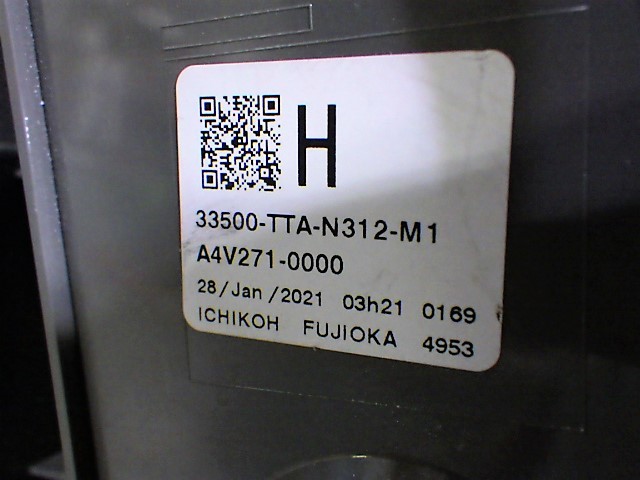 H
33500-TTA-N312-M1
A4V271-0000
28/Jan/2021 03h21 0169
ICHIKOH FUJIOKA 4953